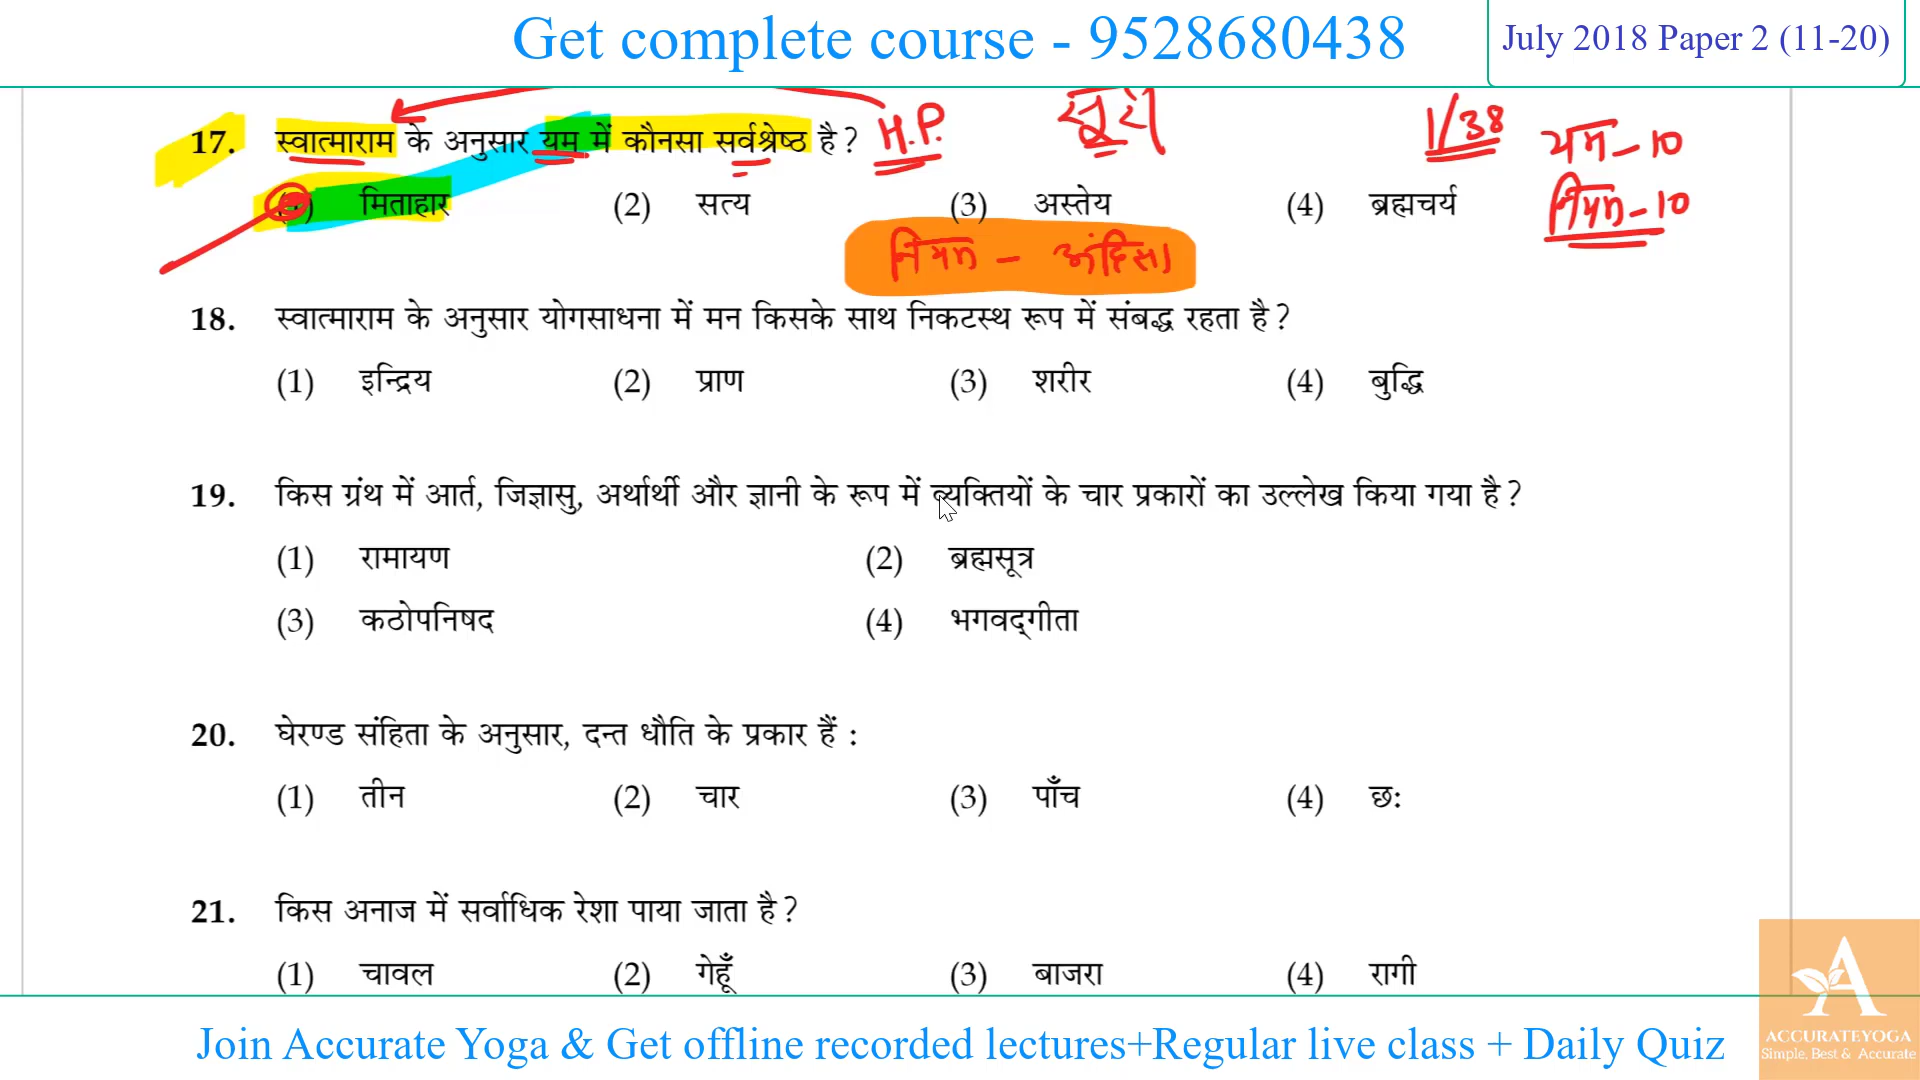 Get complete course - 9528680438
July 2018 Paper 2 (11-20)
17. स्वात्माराम के अनुसार यम में कौनसा सर्वश्रेष्ठ है ? H.P. 1/38 यम - 10
(1) मिताहार (2) सत्य (3) अस्तेय (4) ब्रह्मचर्य नियम - 10
नियम - अंहिसा
18. स्वात्माराम के अनुसार योगसाधना में मन किसके साथ निकटस्थ रूप में संबद्ध रहता है ?
(1) इन्द्रिय (2) प्राण (3) शरीर (4) बुद्धि
19. किस ग्रंथ में आर्त, जिज्ञासु, अर्थार्थी और ज्ञानी के रूप में व्यक्तियों के चार प्रकारों का उल्लेख किया गया है ?
(1) रामायण (2) ब्रह्मसूत्र
(3) कठोपनिषद (4) भगवद्‌गीता
20. घेरण्ड संहिता के अनुसार, दन्त धौति के प्रकार हैं :
(1) तीन (2) चार (3) पाँच (4) छः
21. किस अनाज में सर्वाधिक रेशा पाया जाता है ?
(1) चावल (2) गेहूँ (3) बाजरा (4) रागी
Join Accurate Yoga & Get offline recorded lectures+Regular live class + Daily Quiz
ACCURATEYOGA
Simple, Best & Accurate